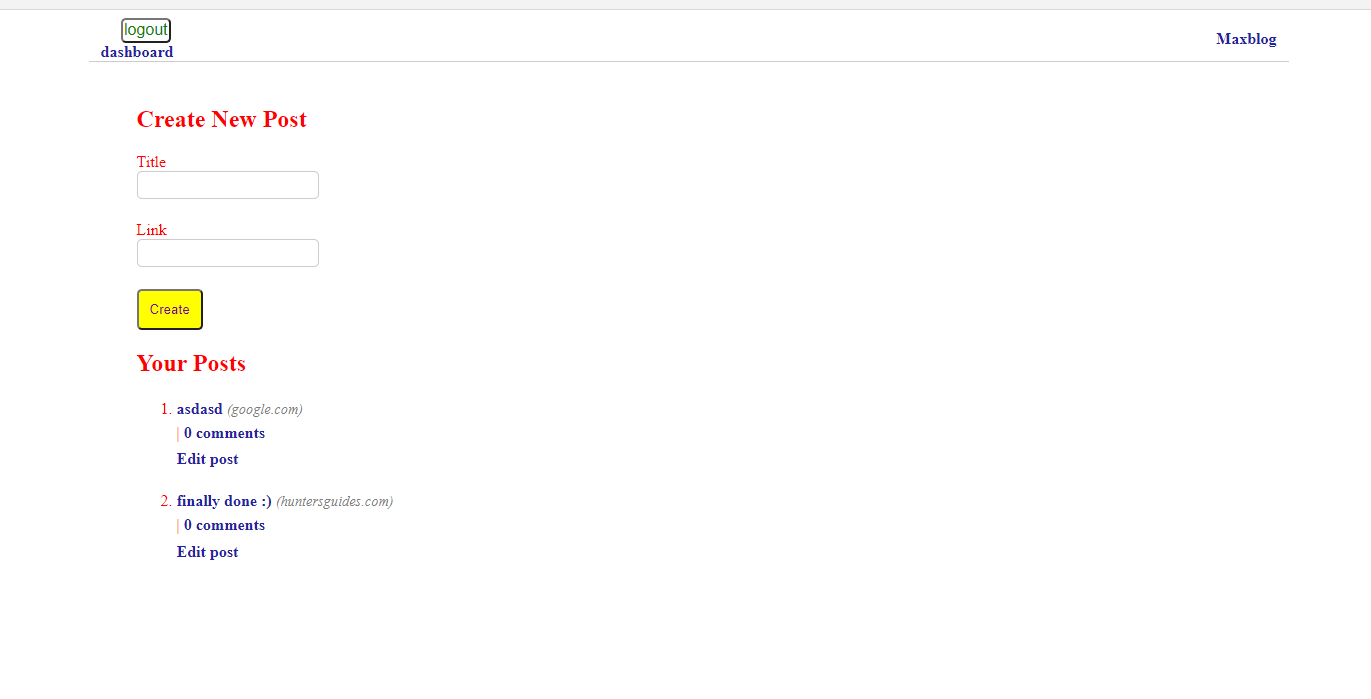 logout
dashboard
Maxblog
Create New Post
Title
Link
Create
Your Posts
1. asdasd (google.com)
| 0 comments
Edit post
2. finally done :) (huntersguides.com)
| 0 comments
Edit post